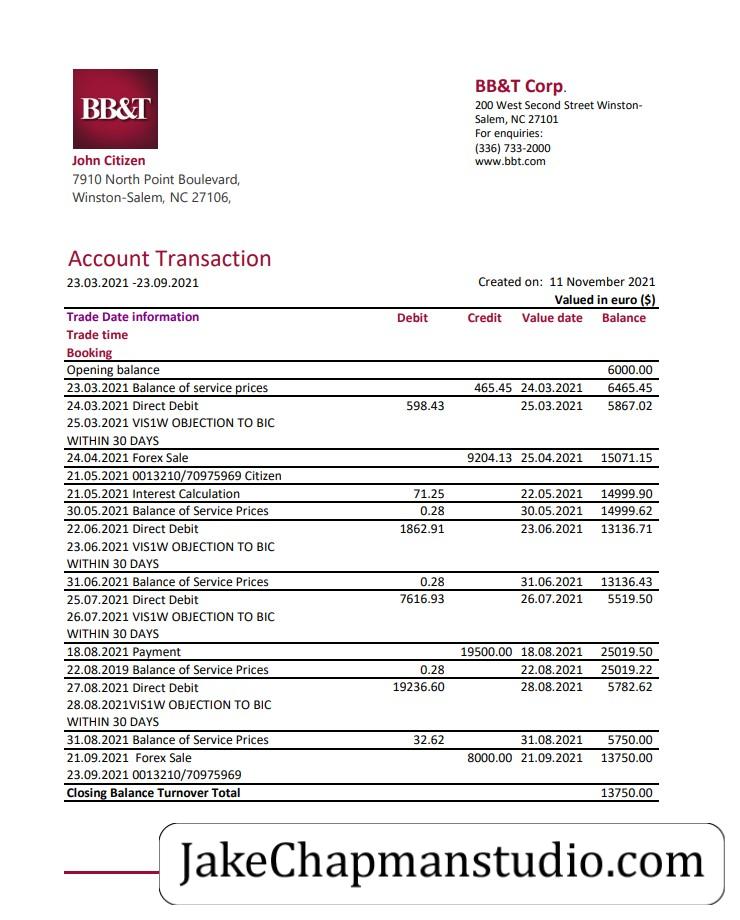 BB&T
BB&T Corp.
200 West Second Street Winston-
Salem, NC 27101
For enquiries:
(336) 733-2000
www.bbt.com
John Citizen
7910 North Point Boulevard,
Winston-Salem, NC 27106,
Account Transaction
23.03.2021 -23.09.2021 Created on: 11 November 2021
Valued in euro ($)
Trade Date information Debit Credit Value date Balance
Trade time
Booking
Opening balance 6000.00
23.03.2021 Balance of service prices 465.45 24.03.2021 6465.45
24.03.2021 Direct Debit 598.43 25.03.2021 5867.02
25.03.2021 VIS1W OBJECTION TO BIC
WITHIN 30 DAYS
24.04.2021 Forex Sale 9204.13 25.04.2021 15071.15
21.05.2021 0013210/70975969 Citizen
21.05.2021 Interest Calculation 71.25 22.05.2021 14999.90
30.05.2021 Balance of Service Prices 0.28 30.05.2021 14999.62
22.06.2021 Direct Debit 1862.91 23.06.2021 13136.71
23.06.2021 VIS1W OBJECTION TO BIC
WITHIN 30 DAYS
31.06.2021 Balance of Service Prices 0.28 31.06.2021 13136.43
25.07.2021 Direct Debit 7616.93 26.07.2021 5519.50
26.07.2021 VIS1W OBJECTION TO BIC
WITHIN 30 DAYS
18.08.2021 Payment 19500.00 18.08.2021 25019.50
22.08.2019 Balance of Service Prices 0.28 22.08.2021 25019.22
27.08.2021 Direct Debit 19236.60 28.08.2021 5782.62
28.08.2021VIS1W OBJECTION TO BIC
WITHIN 30 DAYS
31.08.2021 Balance of Service Prices 32.62 31.08.2021 5750.00
21.09.2021 Forex Sale 8000.00 21.09.2021 13750.00
23.09.2021 0013210/70975969
Closing Balance Turnover Total 13750.00
JakeChapmanstudio.com